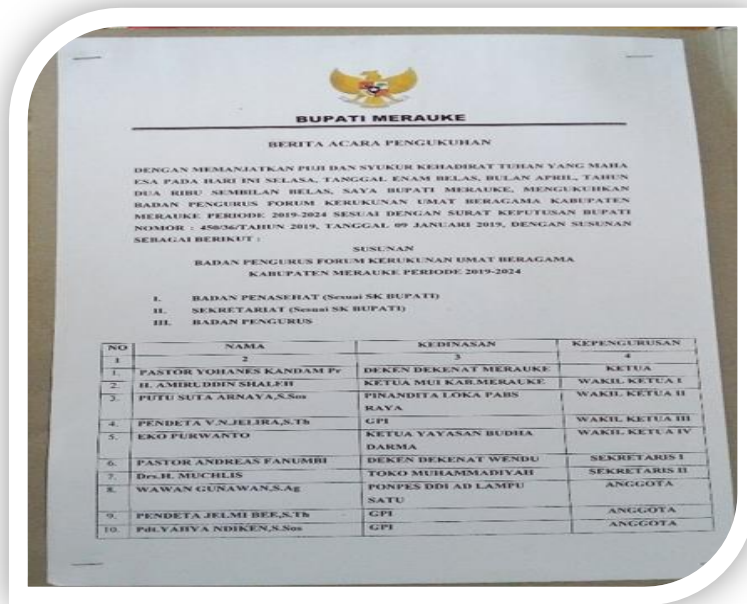 BUPATI MERAUKE
BERITA ACARA PENGUKUHAN
DENGAN MEMANJATKAN PUJI DAN SYUKUR KEHADIRAT TUHAN YANG MAHA
ESA PADA HARI INI SELASA, TANGGAL ENAM BELAS, BULAN APRIL, TAHUN
DUA RIBU SEMBILAN BELAS, SAYA BUPATI MERAUKE, MENGUKUHKAN
BADAN PENGURUS FORUM KERUKUNAN UMAT BERAGAMA KABUPATEN
MERAUKE PERIODE 2019-2024 SESUAI DENGAN SURAT KEPUTUSAN BUPATI
NOMOR : 450/36/TAHUN 2019, TANGGAL 09 JANUARI 2019, DENGAN SUSUNAN
SEBAGAI BERIKUT :
SUSUNAN
BADAN PENGURUS FORUM KERUKUNAN UMAT BERAGAMA
KABUPATEN MERAUKE PERIODE 2019-2024
I. BADAN PENASEHAT (Sesuai SK BUPATI)
II. SEKRETARIAT (Sesuai SK BUPATI)
III. BADAN PENGURUS
NO NAMA KEDINASAN KEPENGURUSAN
1 2 3 4
1. PASTOR YOHANES KANDAM Pr DEKEN DEKENAT MERAUKE KETUA
2. H. AMIRUDDIN SHALEH KETUA MUI KAB.MERAUKE WAKIL KETUA I
3. PUTU SUTA ARNAYA,S.Sos PINANDITA LOKA PABS WAKIL KETUA II
RAYA
4. PENDETA V.N.JELIRA,S.Th GPI WAKIL KETUA III
5. EKO PURWANTO KETUA YAYASAN BUDHA WAKIL KETUA IV
DARMA
6. PASTOR ANDREAS FANUMBI DEKEN DEKENAT WENDU SEKRETARIS I
7. Drs.H. MUCHLIS TOKO MUHAMMADIYAH SEKRETARIS II
8. WAWAN GUNAWAN,S.Ag PONPES DDI AD LAMPU ANGGOTA
SATU
9. PENDETA JELMI BEE,S.Th GPI ANGGOTA
10. Pdt.YAHYA NDIKEN,S.Sos GPI ANGGOTA